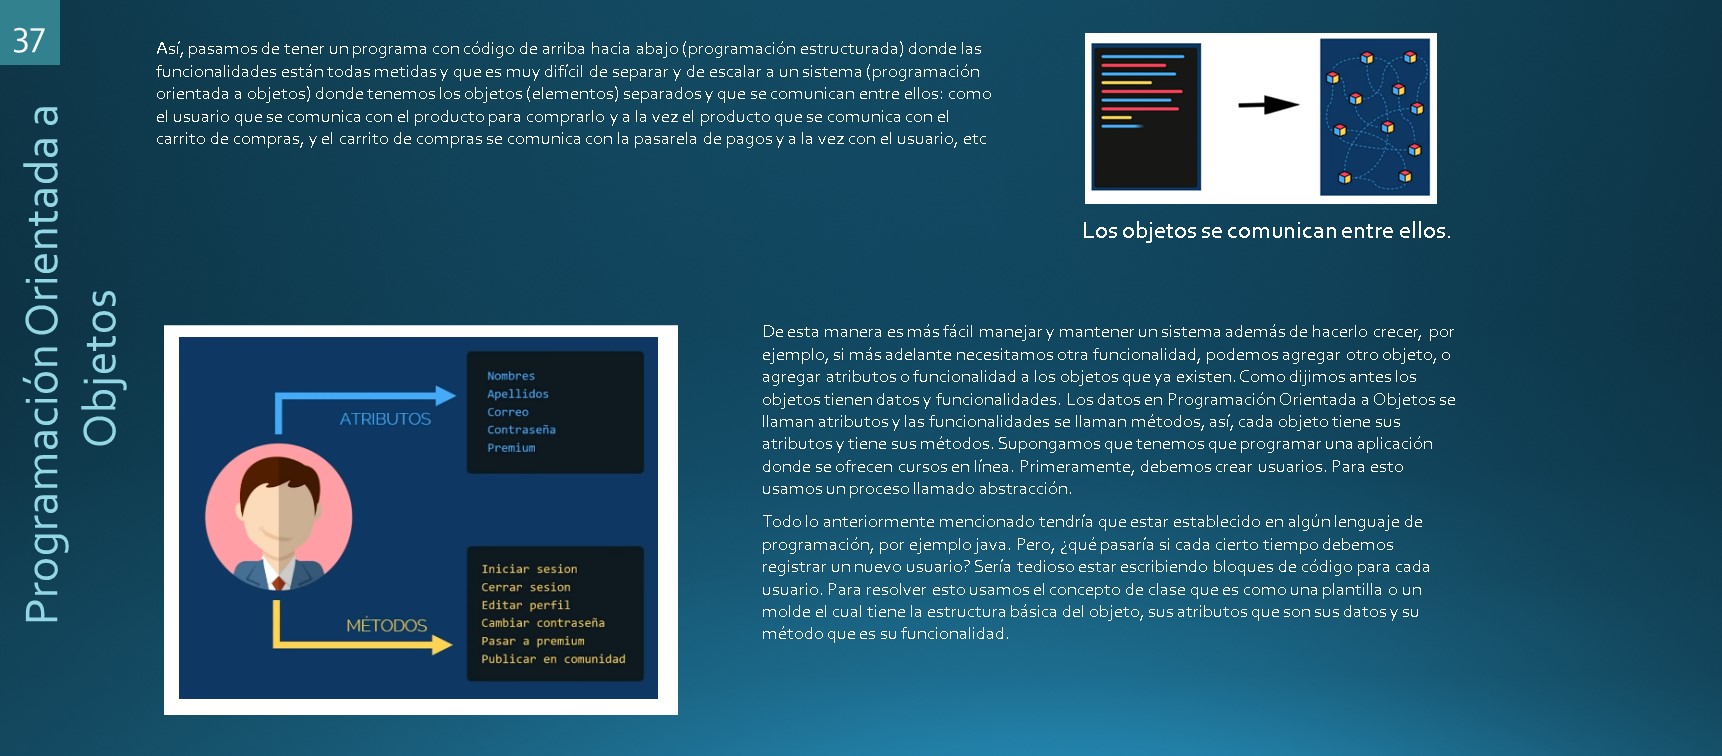 37
Programación Orientada a
Objetos
Así, pasamos de tener un programa con código de arriba hacia abajo (programación estructurada) donde las
funcionalidades están todas metidas y que es muy difícil de separar y de escalar a un sistema (programación
orientada a objetos) donde tenemos los objetos (elementos) separados y que se comunican entre ellos: como
el usuario que se comunica con el producto para comprarlo y a la vez el producto que se comunica con el
carrito de compras, y el carrito de compras se comunica con la pasarela de pagos y a la vez con el usuario, etc
Los objetos se comunican entre ellos.
ATRIBUTOS
Nombres
Apellidos
Correo
Contraseña
Premium
MÉTODOS
Iniciar sesion
Cerrar sesion
Editar perfil
Cambiar contraseña
Pasar a premium
Publicar en comunidad
De esta manera es más fácil manejar y mantener un sistema además de hacerlo crecer, por
ejemplo, si más adelante necesitamos otra funcionalidad, podemos agregar otro objeto, o
agregar atributos o funcionalidad a los objetos que ya existen. Como dijimos antes los
objetos tienen datos y funcionalidades. Los datos en Programación Orientada a Objetos se
llaman atributos y las funcionalidades se llaman métodos, así, cada objeto tiene sus
atributos y tiene sus métodos. Supongamos que tenemos que programar una aplicación
donde se ofrecen cursos en línea. Primeramente, debemos crear usuarios. Para esto
usamos un proceso llamado abstracción.
Todo lo anteriormente mencionado tendría que estar establecido en algún lenguaje de
programación, por ejemplo java. Pero, ¿qué pasaría si cada cierto tiempo debemos
registrar un nuevo usuario? Sería tedioso estar escribiendo bloques de código para cada
usuario. Para resolver esto usamos el concepto de clase que es como una plantilla o un
molde el cual tiene la estructura básica del objeto, sus atributos que son sus datos y su
método que es su funcionalidad.